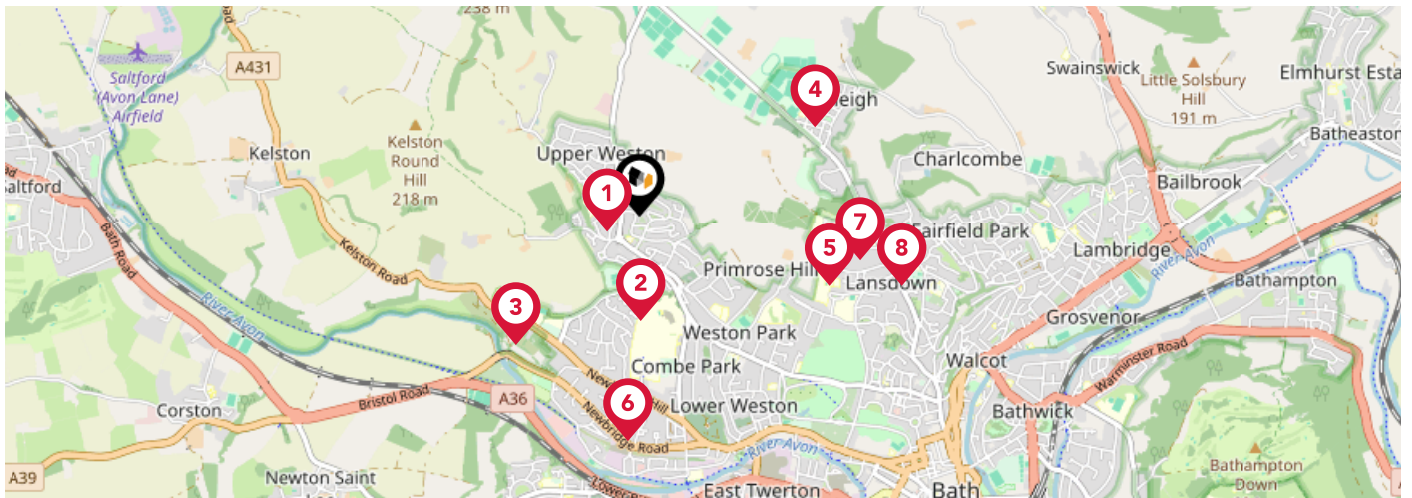 238 m
A431
Saltford
(Avon Lane)
Airfield
Swainswick
Little Solsbury
Hill
191 m
Elmhurst Esta
4
eigh
Batheaston
Kelston
Kelston
Round
Hill
218 m
Upper Weston
Charlcombe
Bailbrook
saltford
1
7
Fairfield Park
5
8
Lambridge
River Avon
Bath Road
Kelston Road
Primrose Hill
Lansdown
Bathampton
2
3
River Avon
Weston Park
Grosvenor
Combe Park
Walcot
Warminster Road
Bristol Road
A36
New
Hill
6
Lower Weston
Bathwick
Corston
Newbridge Road
River Avon
A39
Newton Saint
Bathampton
Down
Lower
East Twerton
Bath